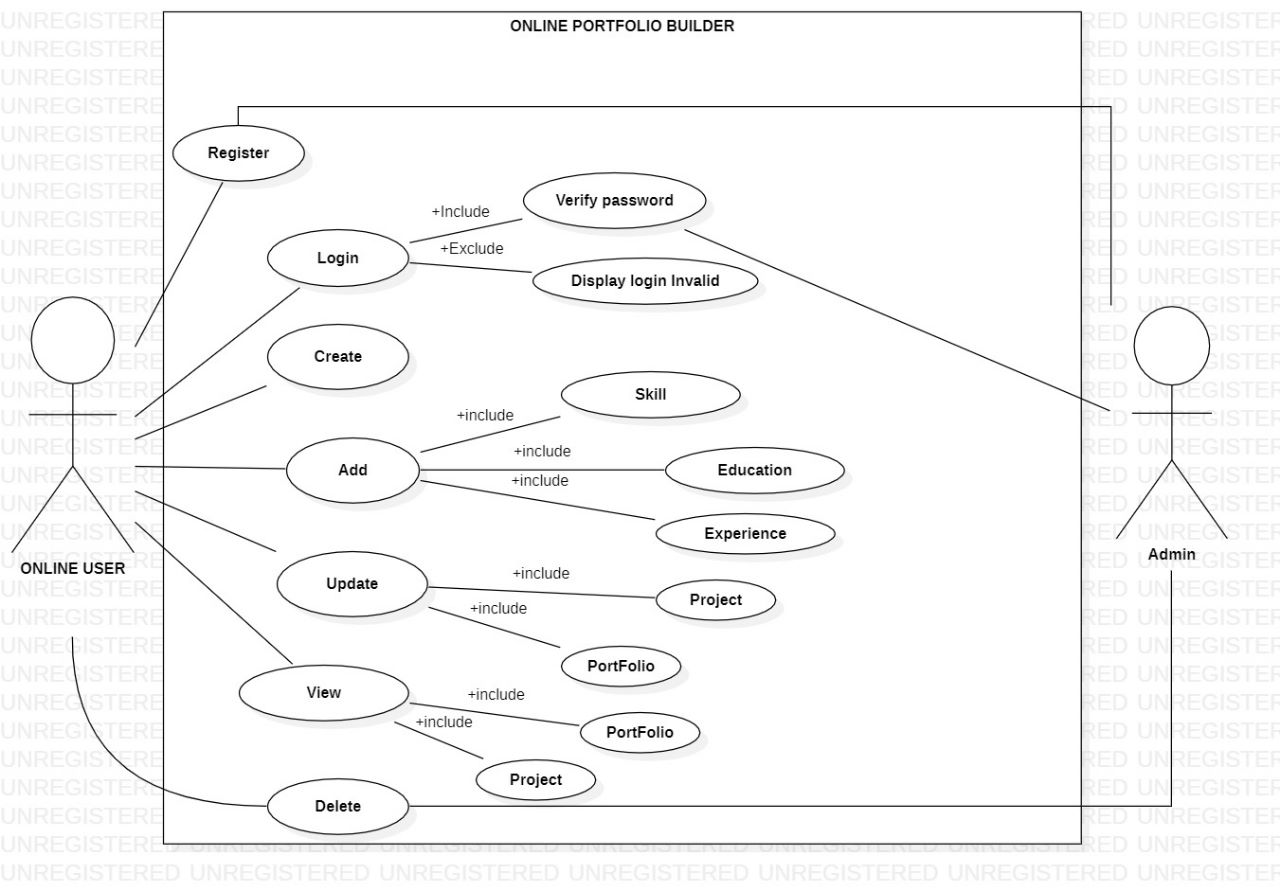 ONLINE PORTFOLIO BUILDER
Register
Verify password
+Include
Login
+Exclude
Display login Invalid
Create
Skill
+include
Add
+include
Education
+include
Experience
Admin
ONLINE USER
Update
+include
Project
+include
PortFolio
View
+include
PortFolio
+include
Project
Delete
UNREGISTERED UNREGISTERED UNREGISTERED UNREGISTERED UNREGISTERED UNREGISTERED UNREGISTER